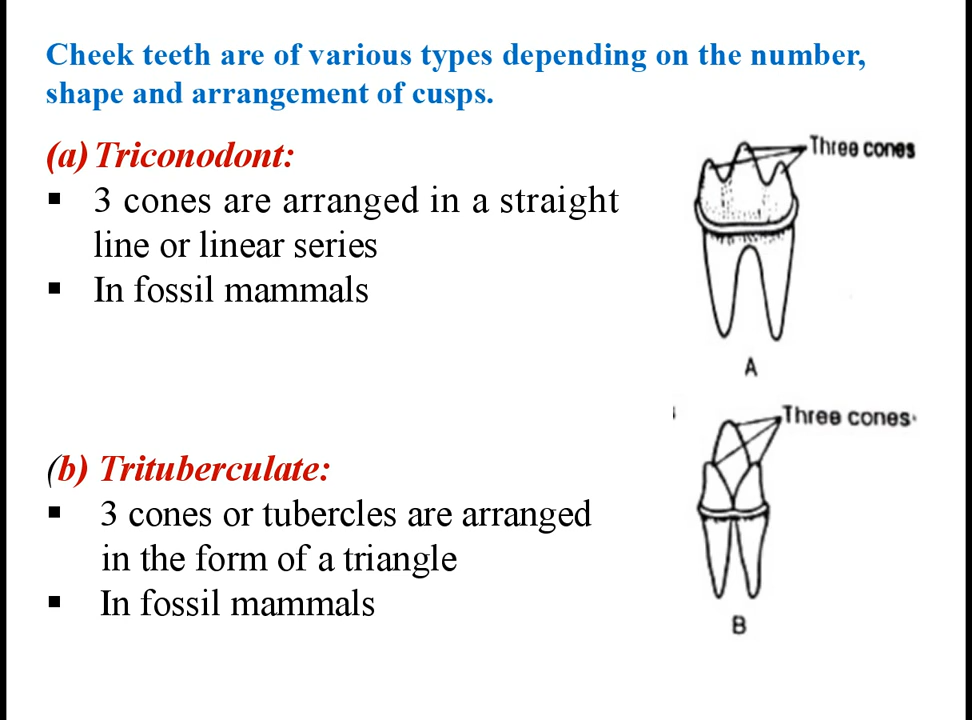 Cheek teeth are of various types depending on the number,
shape and arrangement of cusps.
(a) Triconodont:
▪ 3 cones are arranged in a straight
line or linear series
▪ In fossil mammals
Three cones
A
(b) Trituberculate:
▪ 3 cones or tubercles are arranged
in the form of a triangle
▪ In fossil mammals
Three cones
B